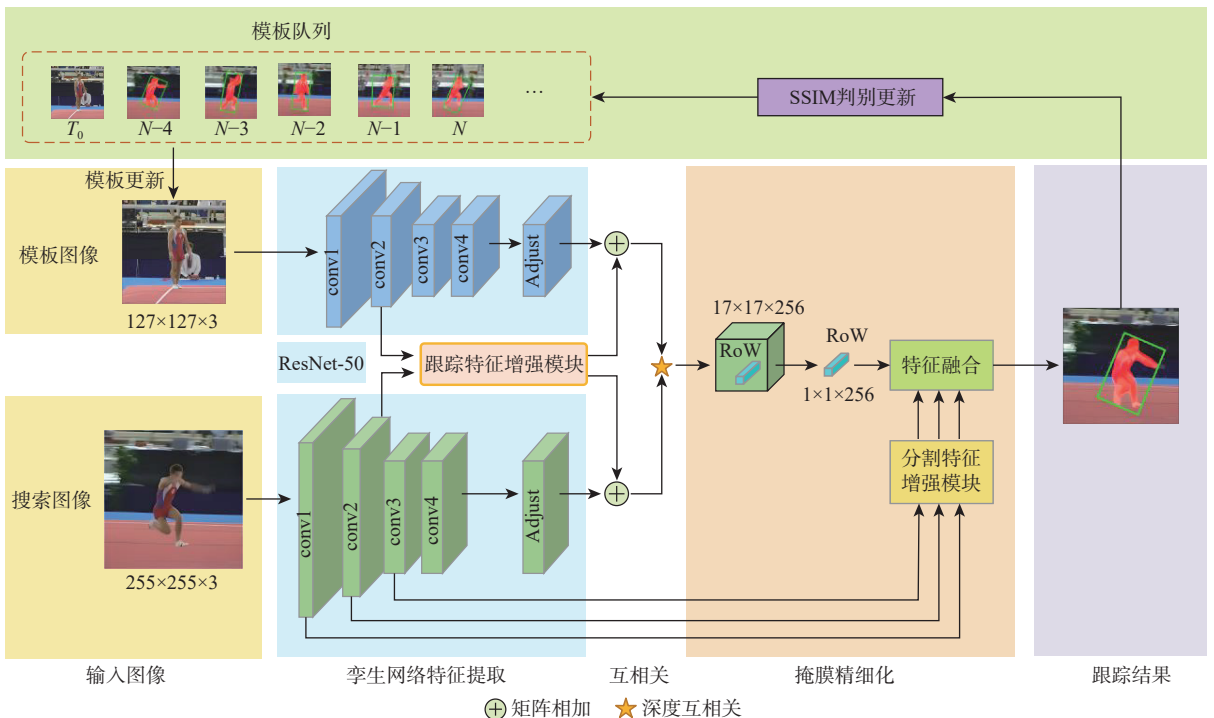 模板队列
T₀
N−4
N−3
N−2
N−1
N
…
SSIM判别更新
模板更新
模板图像
127×127×3
conv1
conv2
conv3
conv4
Adjust
ResNet-50
跟踪特征增强模块
17×17×256
RoW
RoW
1×1×256
特征融合
分割特征
增强模块
搜索图像
255×255×3
conv1
conv2
conv3
conv4
Adjust
输入图像
孪生网络特征提取
互相关
掩膜精细化
跟踪结果
矩阵相加
深度互相关